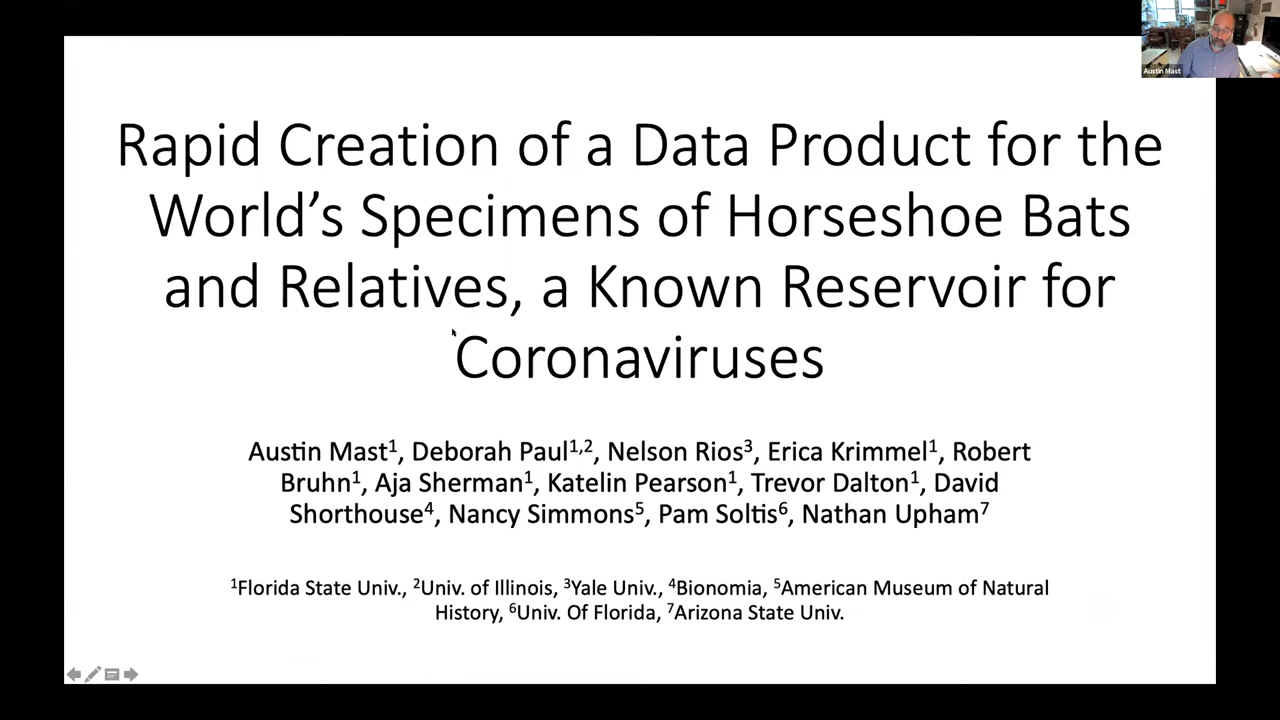 Austin Mast
Rapid Creation of a Data Product for the
World’s Specimens of Horseshoe Bats
and Relatives, a Known Reservoir for
Coronaviruses
Austin Mast¹, Deborah Paul¹,², Nelson Rios³, Erica Krimmel¹, Robert
Bruhn¹, Aja Sherman¹, Katelin Pearson¹, Trevor Dalton¹, David
Shorthouse⁴, Nancy Simmons⁵, Pam Soltis⁶, Nathan Upham⁷
¹Florida State Univ., ²Univ. of Illinois, ³Yale Univ., ⁴Bionomia, ⁵American Museum of Natural
History, ⁶Univ. Of Florida, ⁷Arizona State Univ.